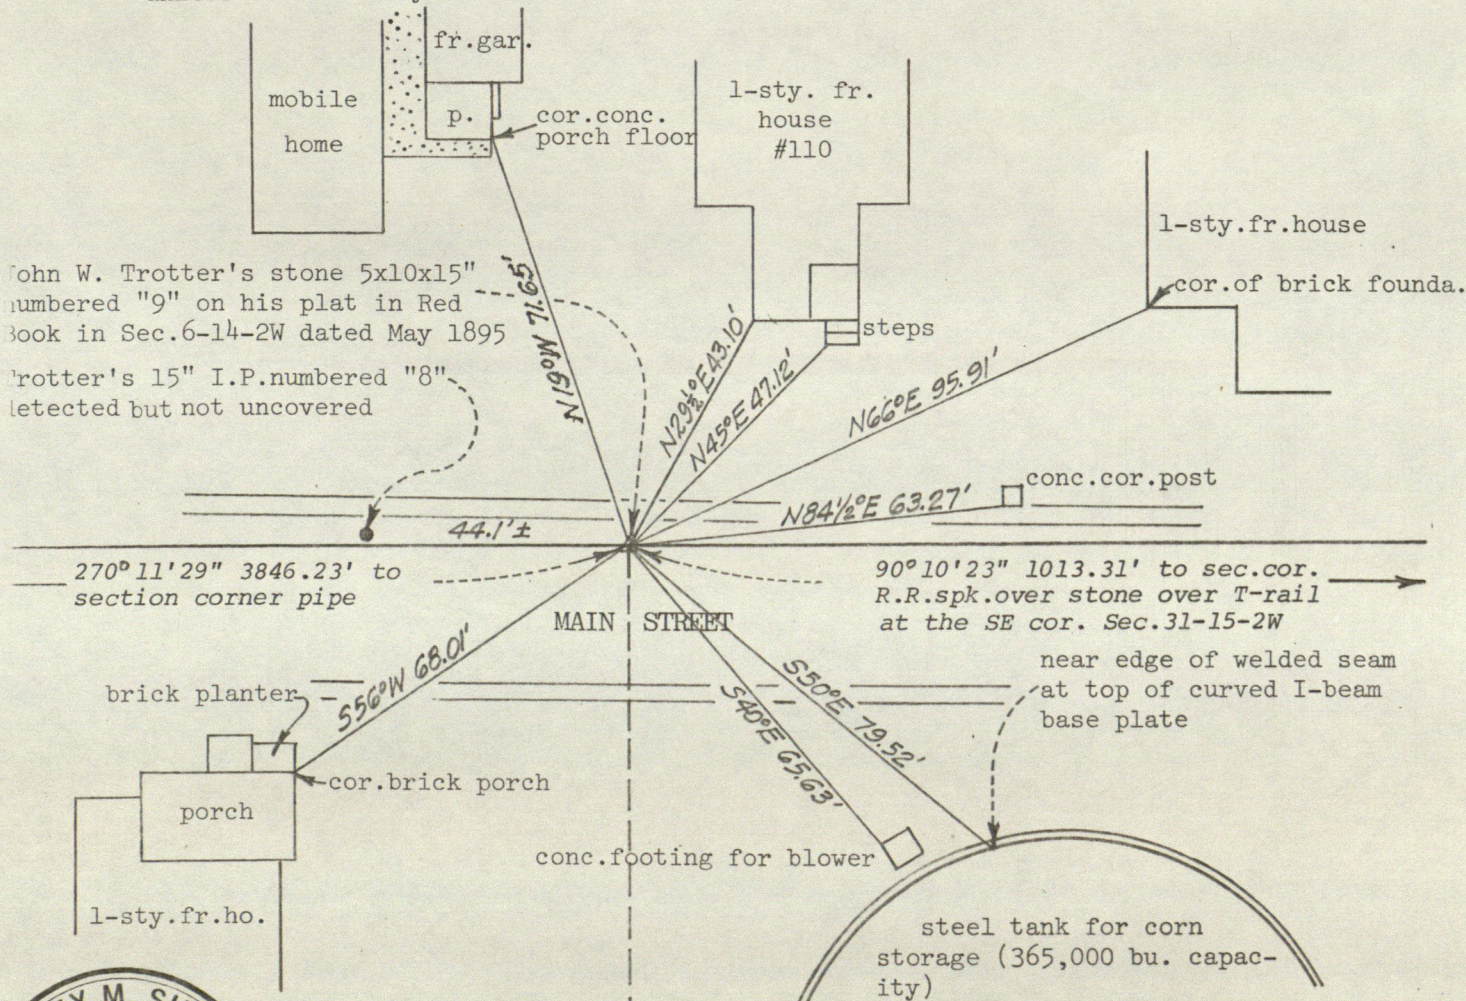 fr.gar.
mobile
home
p.
cor.conc.
porch floor
1-sty. fr.
house
#110
1-sty.fr.house
cor.of brick founda.
ohn W. Trotter's stone 5x10x15"
numbered "9" on his plat in Red
Book in Sec.6-14-2W dated May 1895
rotter's 15" I.P.numbered "8"
detected but not uncovered
N19°W 71.65'
N29½°E 43.10'
steps
N45°E 47.12'
N66°E 95.91'
conc.cor.post
N84½°E 63.27'
44.1'±
270°11'29" 3846.23' to
section corner pipe
90°10'23" 1013.31' to sec.cor.
R.R.spk.over stone over T-rail
at the SE cor. Sec.31-15-2W
MAIN STREET
near edge of welded seam
at top of curved I-beam
base plate
brick planter
S56°W 68.01'
S50°E 79.52'
S40°E 65.63'
cor.brick porch
porch
conc.footing for blower
1-sty.fr.ho.
steel tank for corn
storage (365,000 bu. capac-
ity)
M.